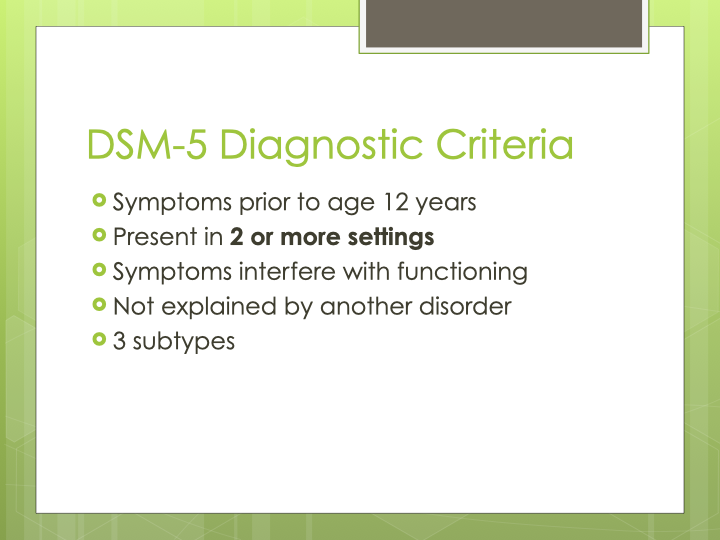 DSM-5 Diagnostic Criteria
Symptoms prior to age 12 years
Present in 2 or more settings
Symptoms interfere with functioning
Not explained by another disorder
3 subtypes